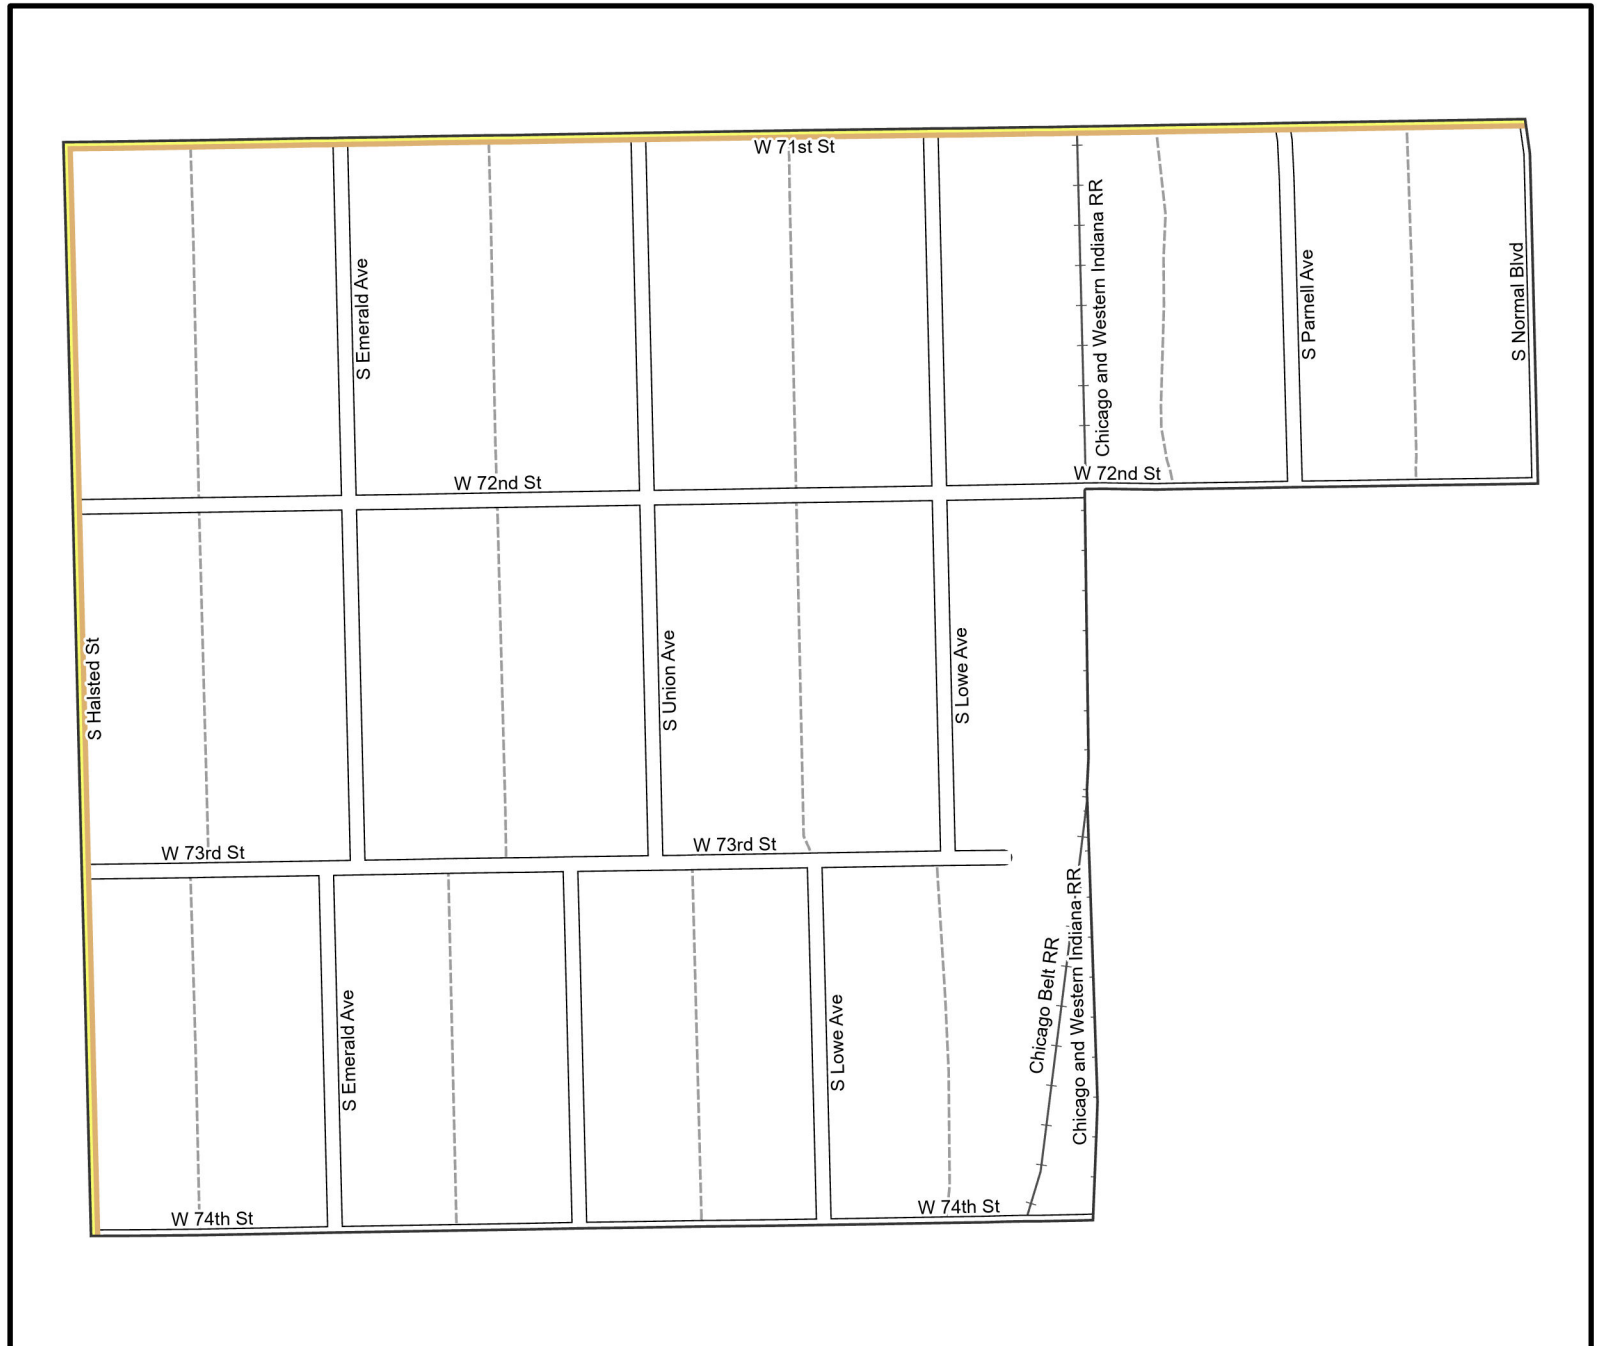 W 71st St
Chicago and Western Indiana RR
S Emerald Ave
S Parnell Ave
S Normal Blvd
W 72nd St
W 72nd St
S Halsted St
S Union Ave
S Lowe Ave
W 73rd St
W 73rd St
Chicago Belt RR
Chicago and Western Indiana RR
S Emerald Ave
S Lowe Ave
W 74th St
W 74th St